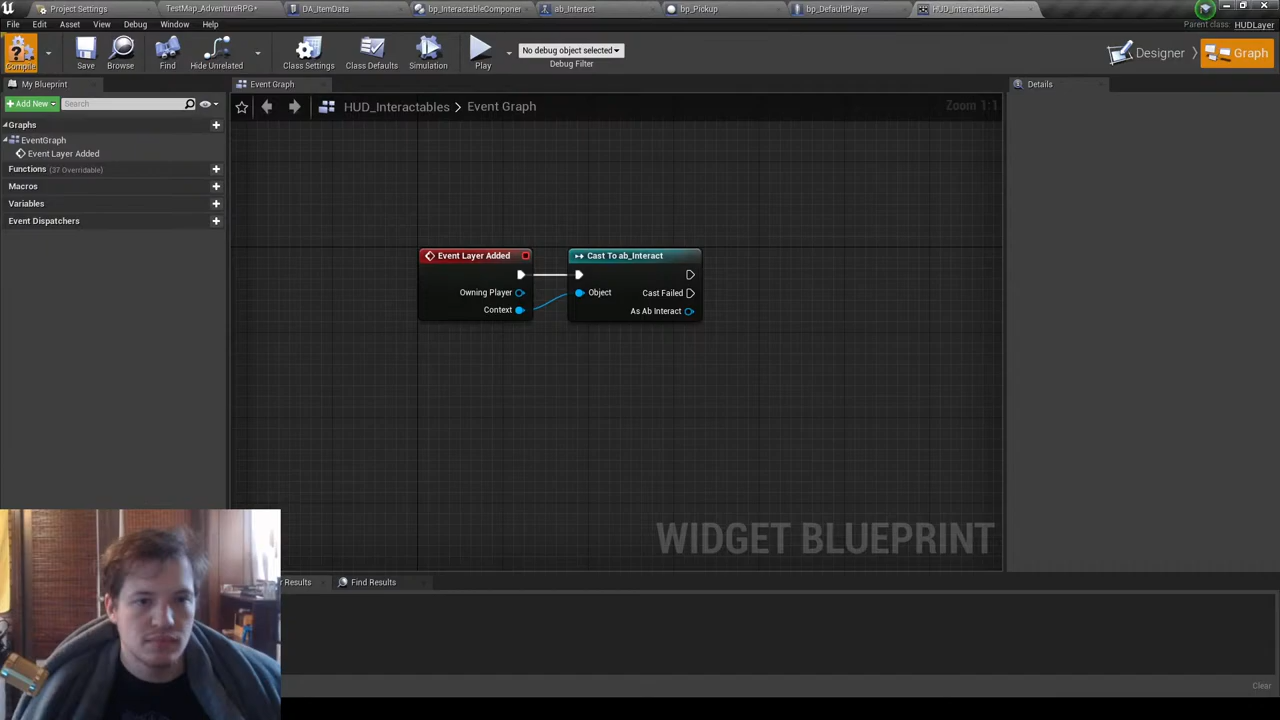 Project Settings
TestMap_AdventureRPG*
DA_ItemData
bp_InteractableComponer
ab_Interact
bp_Pickup
bp_DefaultPlayer
HUD_Interactables*
File Edit Asset View Debug Window Help
Parent class: HUDLayer
Compile
Save
Browse
Find
Hide Unrelated
Class Settings
Class Defaults
Simulation
Play
No debug object selected
Debug Filter
Designer
Graph
My Blueprint
Event Graph
Details
+Add New
Search
HUD_Interactables > Event Graph
Zoom 1:1
Graphs
EventGraph
Event Layer Added
Functions (37 Overridable)
Macros
Variables
Event Dispatchers
Event Layer Added
Owning Player
Context
Cast To ab_Interact
Object
Cast Failed
As Ab Interact
WIDGET BLUEPRINT
r Results
Find Results
Clear